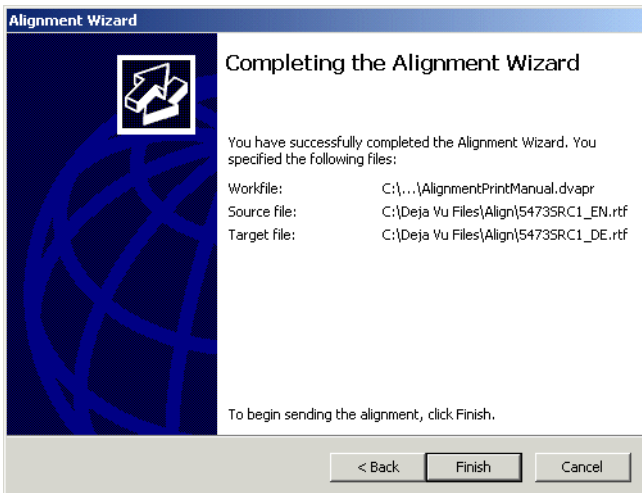 Alignment Wizard
Completing the Alignment Wizard
You have successfully completed the Alignment Wizard. You
specified the following files:
Workfile: C:\...\AlignmentPrintManual.dvapr
Source file: C:\Deja Vu Files\Align\5473SRC1_EN.rtf
Target file: C:\Deja Vu Files\Align\5473SRC1_DE.rtf
To begin sending the alignment, click Finish.
< Back Finish Cancel